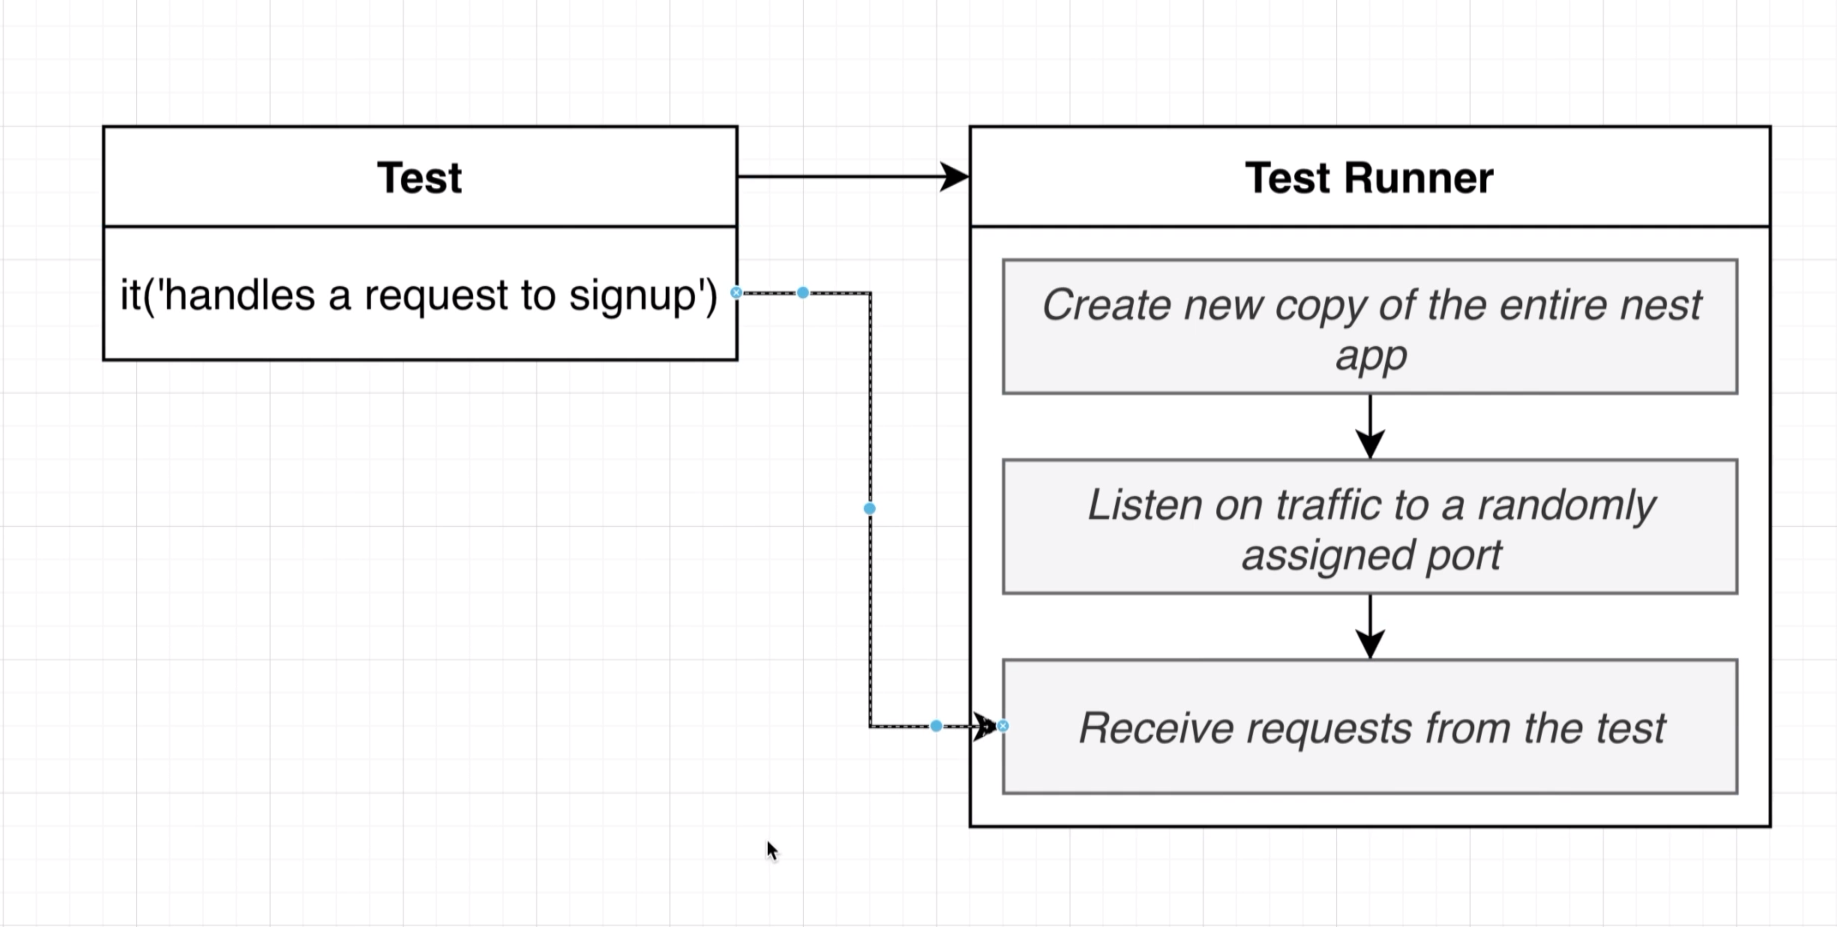 Test
it('handles a request to signup')
Test Runner
Create new copy of the entire nest
app
Listen on traffic to a randomly
assigned port
Receive requests from the test